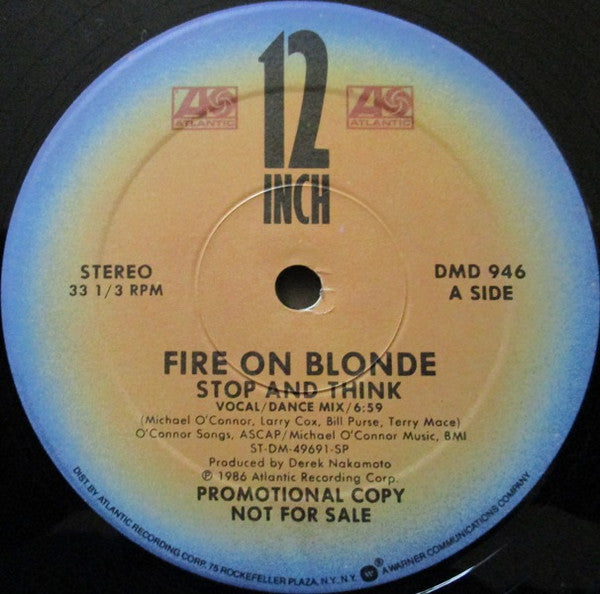 12
INCH
ATLANTIC
ATLANTIC
STEREO
33 1/3 RPM
DMD 946
A SIDE
FIRE ON BLONDE
STOP AND THINK
VOCAL/DANCE MIX/6:59
(Michael O'Connor, Larry Cox, Bill Purse, Terry Mace)
O'Connor Songs, ASCAP/Michael O'Connor Music, BMI
ST-DM-49691-SP
Produced by Derek Nakamoto
℗ 1986 Atlantic Recording Corp.
PROMOTIONAL COPY
NOT FOR SALE
DIST. BY ATLANTIC RECORDING CORP. 75 ROCKEFELLER PLAZA, N.Y., N.Y. ® A WARNER COMMUNICATIONS COMPANY